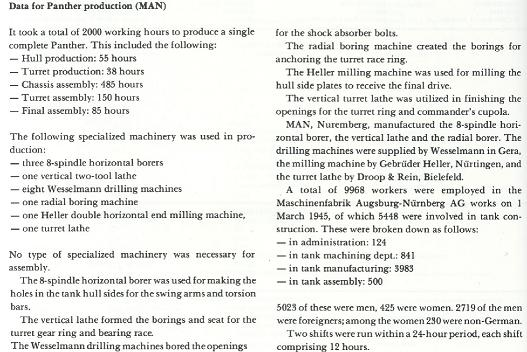 Data for Panther production (MAN)
It took a total of 2000 working hours to produce a single
complete Panther. This included the following:
— Hull production: 55 hours
— Turret production: 38 hours
— Chassis assembly: 485 hours
— Turret assembly: 150 hours
— Final assembly: 85 hours
The following specialized machinery was used in pro-
duction:
— three 8-spindle horizontal borers
— one vertical two-tool lathe
— eight Wesselmann drilling machines
— one radial boring machine
— one Heller double horizontal end milling machine,
— one turret lathe
No type of specialized machinery was necessary for
assembly.
The 8-spindle horizontal borer was used for making the
holes in the tank hull sides for the swing arms and torsion
bars.
The vertical lathe formed the borings and seat for the
turret gear ring and bearing race.
The Wesselmann drilling machines bored the openings
for the shock absorber bolts.
The radial boring machine created the borings for
anchoring the turret race ring.
The Heller milling machine was used for milling the
hull side plates to receive the final drive.
The vertical turret lathe was utilized in finishing the
openings for the turret ring and commander's cupola.
MAN, Nuremberg, manufactured the 8-spindle hori-
zontal borer, the vertical lathe and the radial borer. The
drilling machines were supplied by Wesselmann in Gera,
the milling machine by Gebrüder Heller, Nürtingen, and
the turret lathe by Droop & Rein, Bielefeld.
A total of 9968 workers were employed in the
Maschinenfabrik Augsburg-Nürnberg AG works on 1
March 1945, of which 5448 were involved in tank con-
struction. These were broken down as follows:
— in administration: 124
— in tank machining dept.: 841
— in tank manufacturing: 3983
— in tank assembly: 500
5023 of these were men, 425 were women. 2719 of the men
were foreigners; among the women 230 were non-German.
Two shifts were run within a 24-hour period, each shift
comprising 12 hours.